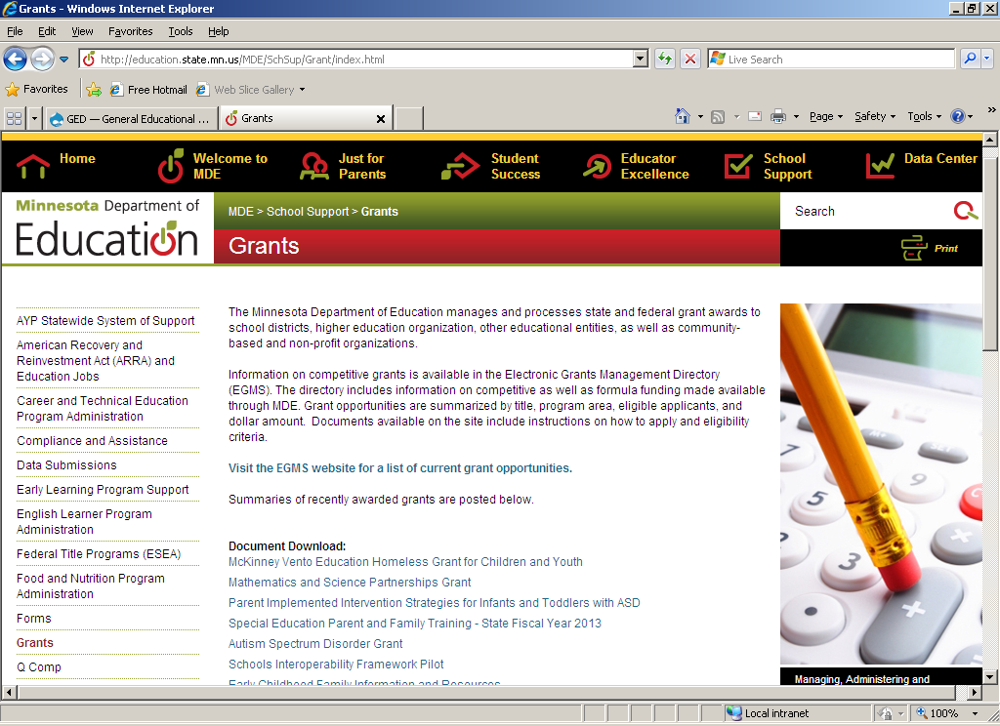 Grants - Windows Internet Explorer
File Edit View Favorites Tools Help
http://education.state.mn.us/MDE/SchSup/Grant/index.html
Live Search
Favorites Free Hotmail Web Slice Gallery
GED — General Educational ... Grants
Page Safety Tools
Home
Welcome to MDE
Just for Parents
Student Success
Educator Excellence
School Support
Data Center
Minnesota Department of
Education
MDE > School Support > Grants
Search
Grants
Print
AYP Statewide System of Support
American Recovery and
Reinvestment Act (ARRA) and
Education Jobs
Career and Technical Education
Program Administration
Compliance and Assistance
Data Submissions
Early Learning Program Support
English Learner Program
Administration
Federal Title Programs (ESEA)
Food and Nutrition Program
Administration
Forms
Grants
Q Comp
The Minnesota Department of Education manages and processes state and federal grant awards to
school districts, higher education organization, other educational entities, as well as community-
based and non-profit organizations.
Information on competitive grants is available in the Electronic Grants Management Directory
(EGMS). The directory includes information on competitive as well as formula funding made available
through MDE. Grant opportunities are summarized by title, program area, eligible applicants, and
dollar amount.  Documents available on the site include instructions on how to apply and eligibility
criteria.
Visit the EGMS website for a list of current grant opportunities.
Summaries of recently awarded grants are posted below.
Document Download:
McKinney Vento Education Homeless Grant for Children and Youth
Mathematics and Science Partnerships Grant
Parent Implemented Intervention Strategies for Infants and Toddlers with ASD
Special Education Parent and Family Training - State Fiscal Year 2013
Autism Spectrum Disorder Grant
Schools Interoperability Framework Pilot
Early Childhood Family Information and Resources
7
5
9
3
+
×
Managing, Administering and
Local intranet
100%